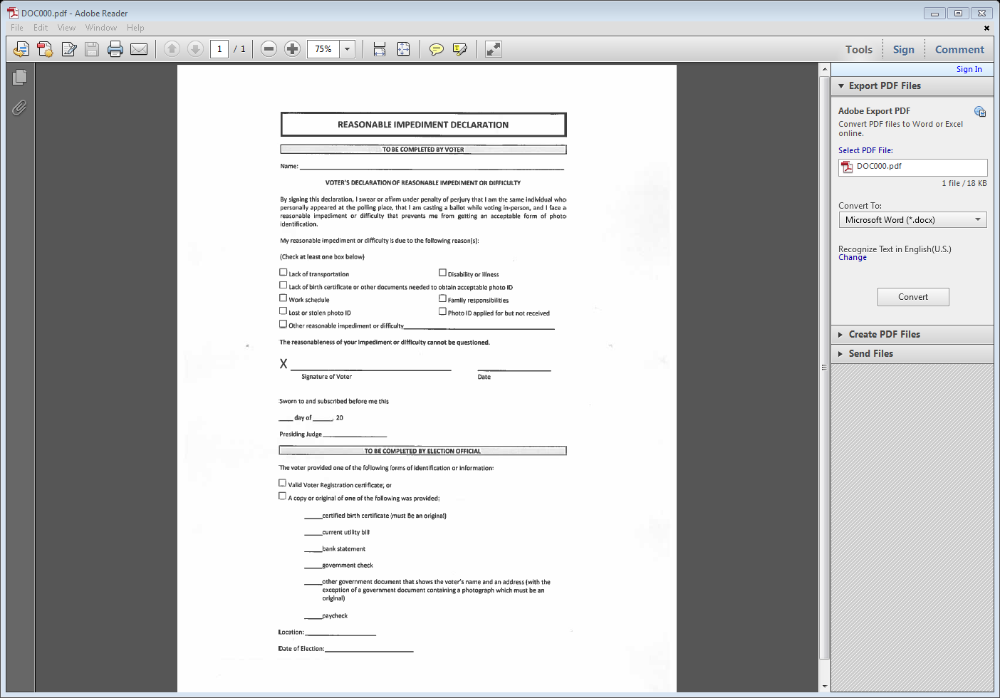 DOC000.pdf - Adobe Reader
File Edit View Window Help
1 / 1 75% Tools Sign Comment
Sign In
Export PDF Files
Adobe Export PDF
Convert PDF files to Word or Excel
online.
Select PDF File:
DOC000.pdf
1 file / 18 KB
Convert To:
Microsoft Word (*.docx)
Recognize Text in English(U.S.)
Change
Convert
Create PDF Files
Send Files
REASONABLE IMPEDIMENT DECLARATION
TO BE COMPLETED BY VOTER
Name:
VOTER'S DECLARATION OF REASONABLE IMPEDIMENT OR DIFFICULTY
By signing this declaration, I swear or affirm under penalty of perjury that I am the same individual who
personally appeared at the polling place, that I am casting a ballot while voting in-person, and I face a
reasonable impediment or difficulty that prevents me from getting an acceptable form of photo
identification.
My reasonable impediment or difficulty is due to the following reason(s):
(Check at least one box below)
Lack of transportation Disability or illness
Lack of birth certificate or other documents needed to obtain acceptable photo ID
Work schedule Family responsibilities
Lost or stolen photo ID Photo ID applied for but not received
Other reasonable impediment or difficulty
The reasonableness of your impediment or difficulty cannot be questioned.
X
Signature of Voter Date
Sworn to and subscribed before me this
____ day of ______, 20
Presiding Judge
TO BE COMPLETED BY ELECTION OFFICIAL
The voter provided one of the following forms of identification or information:
Valid Voter Registration certificate; or
A copy or original of one of the following was provided;
_____certified birth certificate (must be an original)
_____current utility bill
_____bank statement
_____government check
_____other government document that shows the voter's name and an address (with the
exception of a government document containing a photograph which must be an
original)
_____paycheck
Location:
Date of Election: